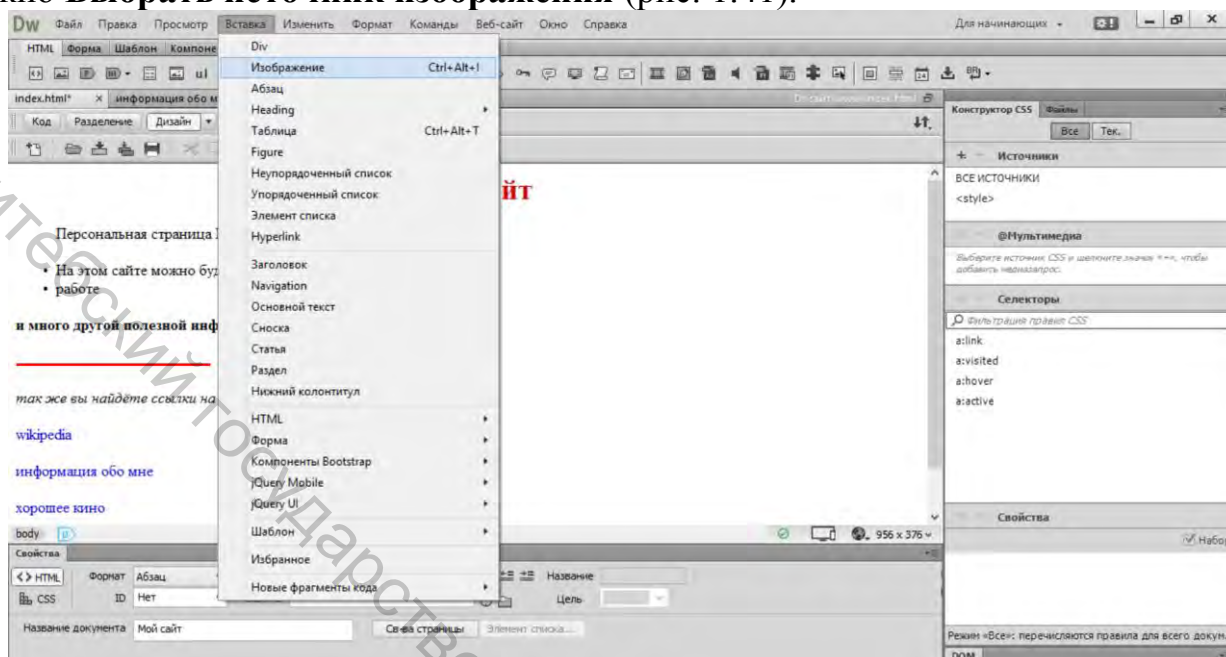 Выбрать источник изображения (рис. 1.41).
Dw Файл Правка Просмотр Вставка Изменить Формат Команды Веб-сайт Окно Справка Для начинающих
HTML Форма Шаблон Компоне
ul
index.html* x информация обо м
Код Разделение Дизайн
Div
Изображение Ctrl+Alt+I
Абзац
Heading
Таблица Ctrl+Alt+T
Figure
Неупорядоченный список
Упорядоченный список
Элемент списка
Hyperlink
Заголовок
Navigation
Основной текст
Сноска
Статья
Раздел
Нижний колонтитул
HTML
Форма
Компоненты Bootstrap
jQuery Mobile
jQuery UI
Шаблон
Избранное
Новые фрагменты кода
йт
Персональная страница
• На этом сайте можно буд
• работе
и много другой полезной инф
так же вы найдёте ссылки на
wikipedia
информация обо мне
хорошее кино
body p
956 x 376
Конструктор CSS Файлы
Все Тек.
+ Источники
ВСЕ ИСТОЧНИКИ
<style>
@Мультимедиа
Выберите источник CSS и щелкните значок «+», чтобы
добавить медиазапрос.
Селекторы
Фильтрация правил CSS
a:link
a:visited
a:hover
a:active
Свойства
Набор
Режим «Все»: перечисляются правила для всего докум
DOM
Свойства
<> HTML Формат Абзац Название
CSS ID Нет Цель
Название документа Мой сайт Св-ва страницы Элемент списка...
итебский государстве